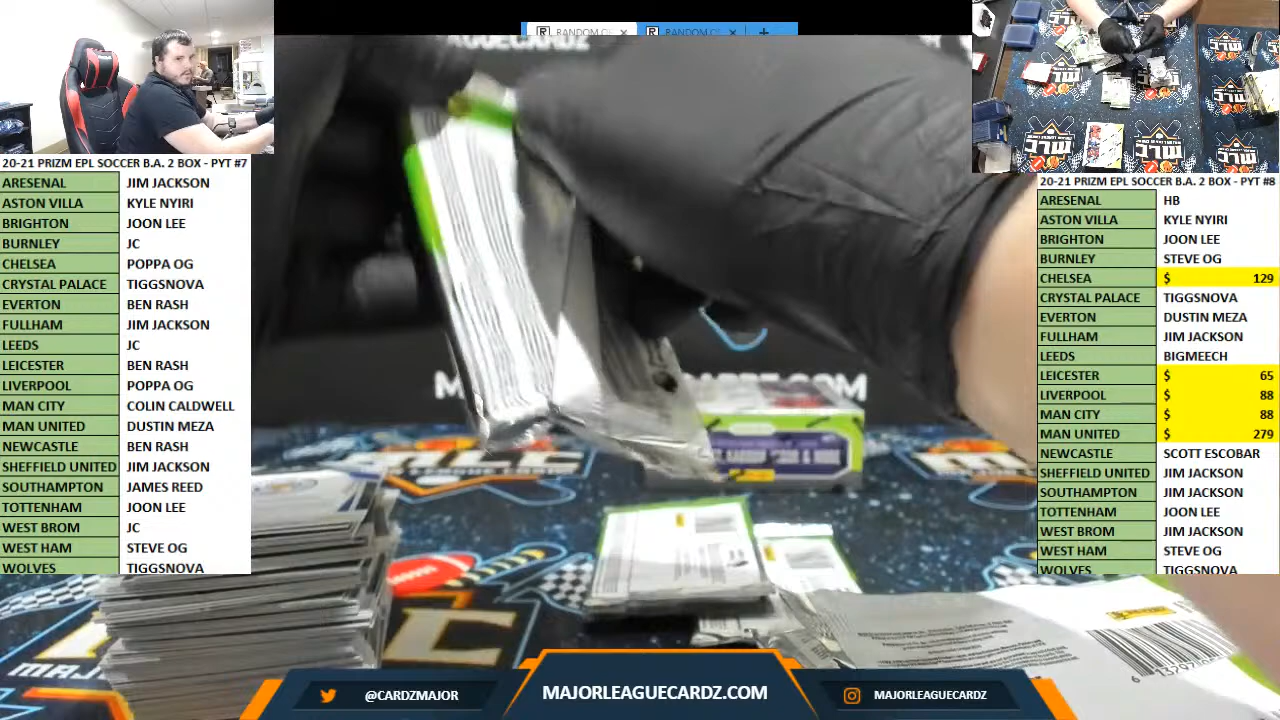 RANDOM.O
RANDOM.O
20-21 PRIZM EPL SOCCER B.A. 2 BOX - PYT #7
ARESENAL JIM JACKSON
ASTON VILLA KYLE NYIRI
BRIGHTON JOON LEE
BURNLEY JC
CHELSEA POPPA OG
CRYSTAL PALACE TIGGSNOVA
EVERTON BEN RASH
FULLHAM JIM JACKSON
LEEDS JC
LEICESTER BEN RASH
LIVERPOOL POPPA OG
MAN CITY COLIN CALDWELL
MAN UNITED DUSTIN MEZA
NEWCASTLE BEN RASH
SHEFFIELD UNITED JIM JACKSON
SOUTHAMPTON JAMES REED
TOTTENHAM JOON LEE
WEST BROM JC
WEST HAM STEVE OG
WOLVES TIGGSNOVA
20-21 PRIZM EPL SOCCER B.A. 2 BOX - PYT #8
ARESENAL HB
ASTON VILLA KYLE NYIRI
BRIGHTON JOON LEE
BURNLEY STEVE OG
CHELSEA $ 129
CRYSTAL PALACE TIGGSNOVA
EVERTON DUSTIN MEZA
FULLHAM JIM JACKSON
LEEDS BIGMEECH
LEICESTER $ 65
LIVERPOOL $ 88
MAN CITY $ 88
MAN UNITED $ 279
NEWCASTLE SCOTT ESCOBAR
SHEFFIELD UNITED JIM JACKSON
SOUTHAMPTON JIM JACKSON
TOTTENHAM JOON LEE
WEST BROM JIM JACKSON
WEST HAM STEVE OG
WOLVES TIGGSNOVA
@CARDZMAJOR
MAJORLEAGUECARDZ.COM
MAJORLEAGUECARDZ